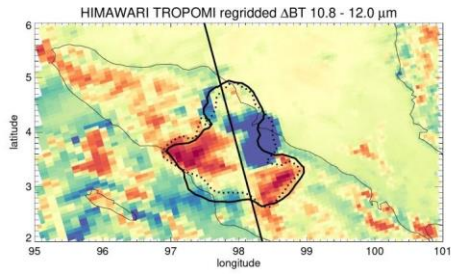 HIMAWARI TROPOMI regridded ΔBT 10.8 - 12.0 μm
6
5
latitude
4
3
2
95 96 97 98 99 100 101
longitude